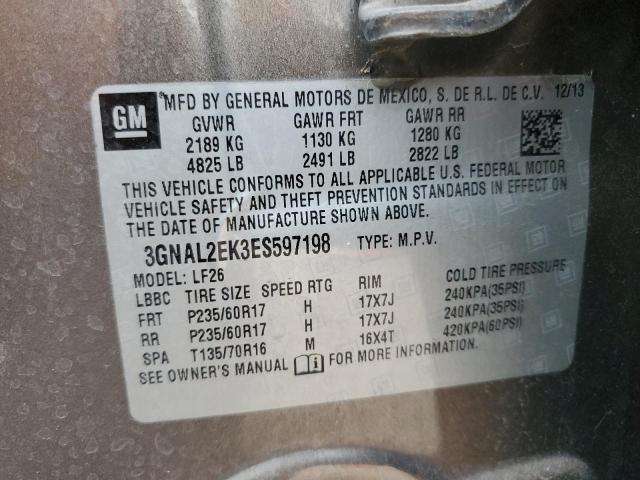 GM
MFD BY GENERAL MOTORS DE MEXICO, S. DE R.L. DE C.V. 12/13
GVWR GAWR FRT GAWR RR
2189 KG 1130 KG 1280 KG
4825 LB 2491 LB 2822 LB
THIS VEHICLE CONFORMS TO ALL APPLICABLE U.S. FEDERAL MOTOR
VEHICLE SAFETY AND THEFT PREVENTION STANDARDS IN EFFECT ON
THE DATE OF MANUFACTURE SHOWN ABOVE.
3GNAL2EK3ES597198 TYPE: M.P.V.
MODEL: LF26
LBBC TIRE SIZE SPEED RTG RIM COLD TIRE PRESSURE
FRT P235/60R17 H 17X7J 240KPA(35PSI)
RR P235/60R17 H 17X7J 240KPA(35PSI)
SPA T135/70R16 M 16X4T 420KPA(60PSI)
SEE OWNER'S MANUAL FOR MORE INFORMATION.